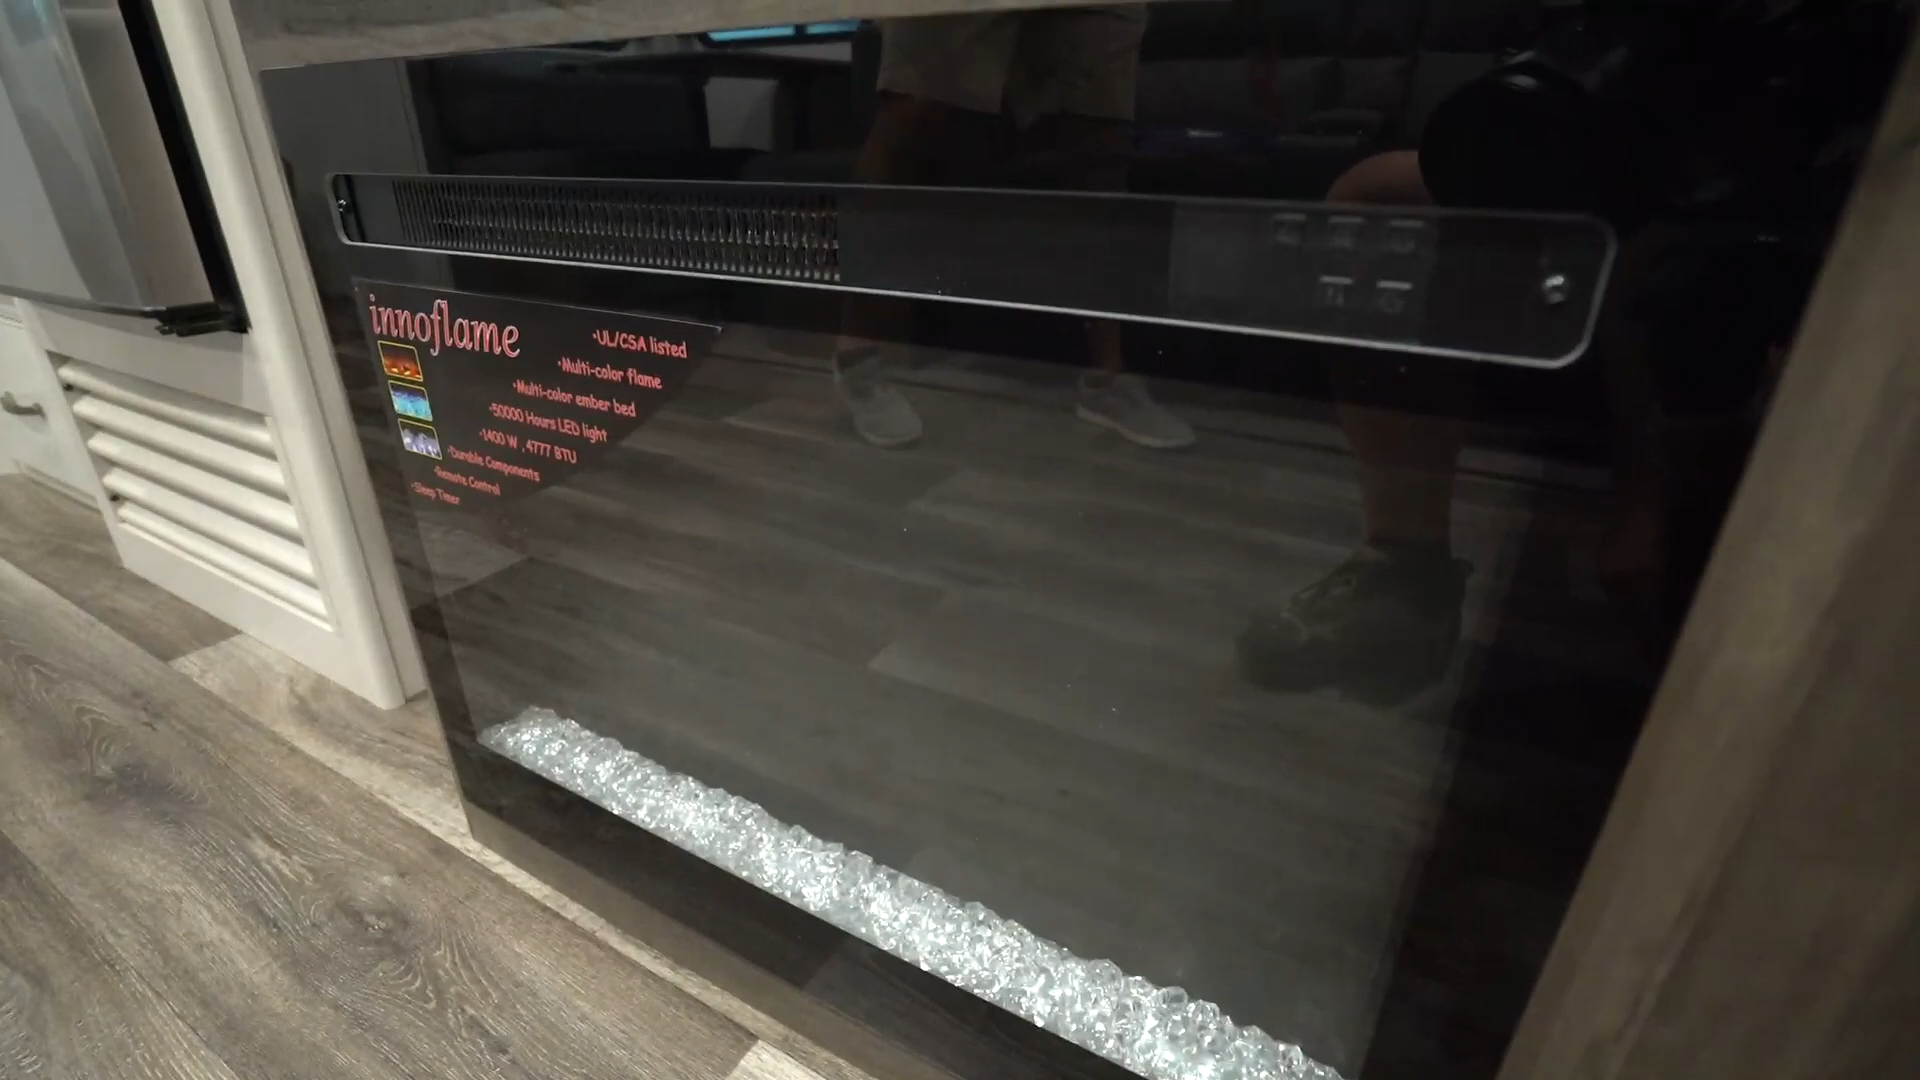 innoflame
·UL/CSA listed
·Multi-color flame
·Multi-color ember bed
·50000 Hours LED light
·1400 W , 4777 BTU
·Durable Components
·Remote Control
·Sleep Timer